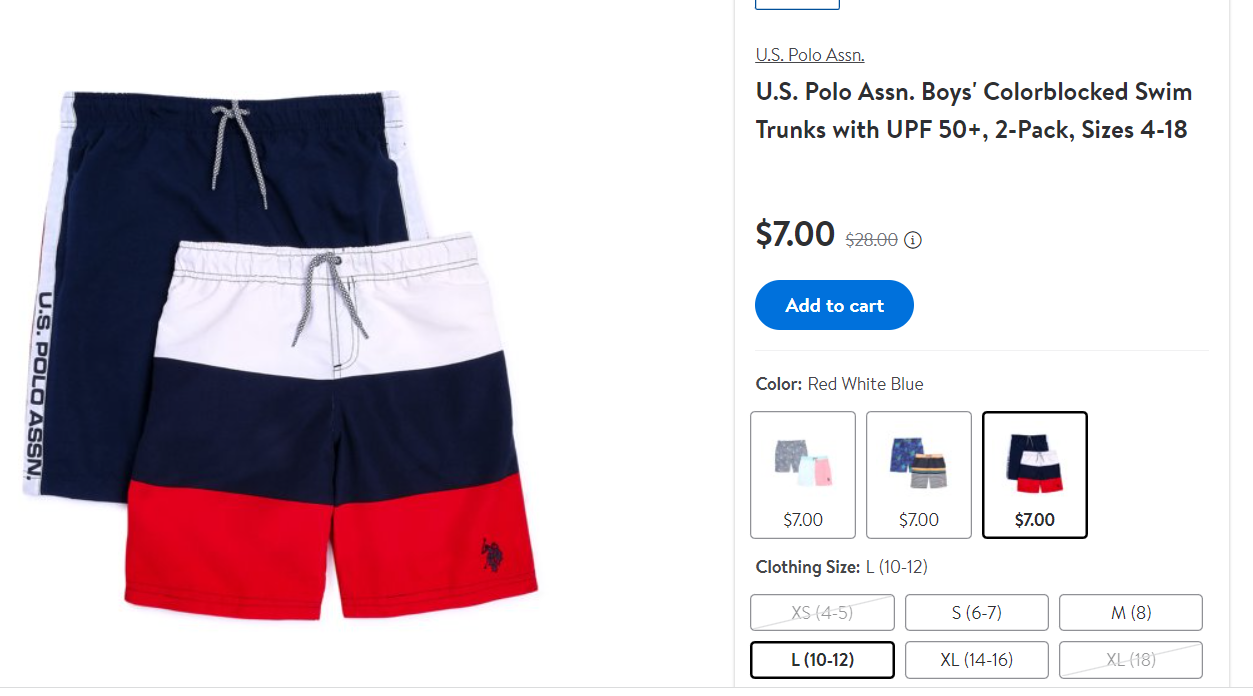 U.S. POLO ASSN.
U.S. Polo Assn.
U.S. Polo Assn. Boys' Colorblocked Swim
Trunks with UPF 50+, 2-Pack, Sizes 4-18
$7.00 $28.00
Add to cart
Color: Red White Blue
$7.00 $7.00 $7.00
Clothing Size: L (10-12)
XS (4-5) S (6-7) M (8)
L (10-12) XL (14-16) XL (18)